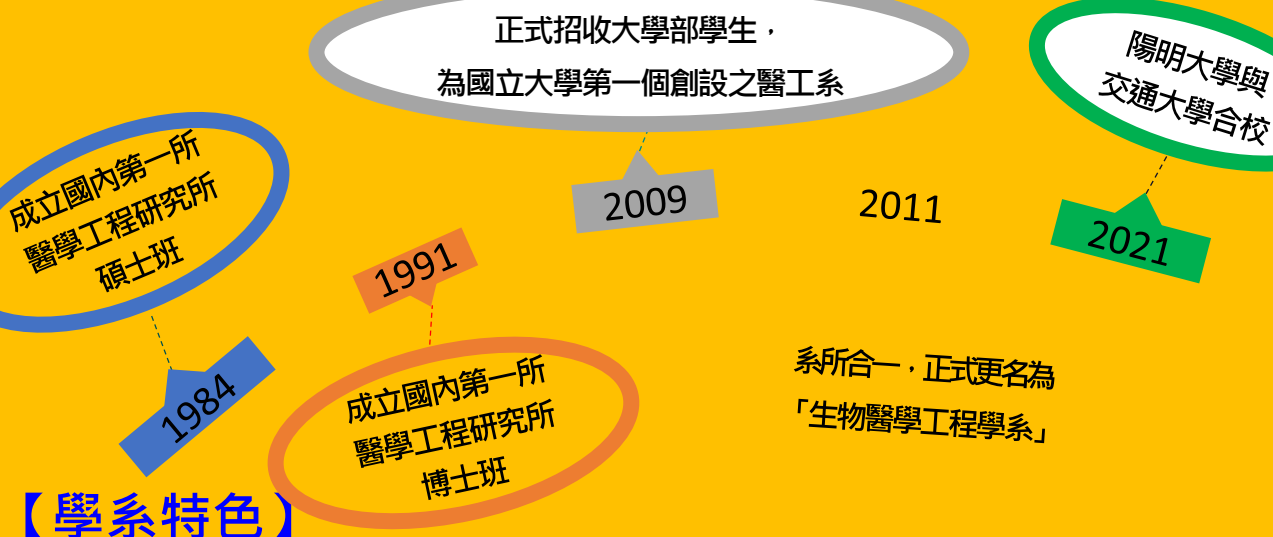 正式招收大學部學生，
為國立大學第一個創設之醫工系
陽明大學與
交通大學合校
成立國內第一所
醫學工程研究所
碩士班
2009
2011
2021
1991
1984
成立國內第一所
醫學工程研究所
博士班
系所合一，正式更名為
「生物醫學工程學系」
【學系特色】